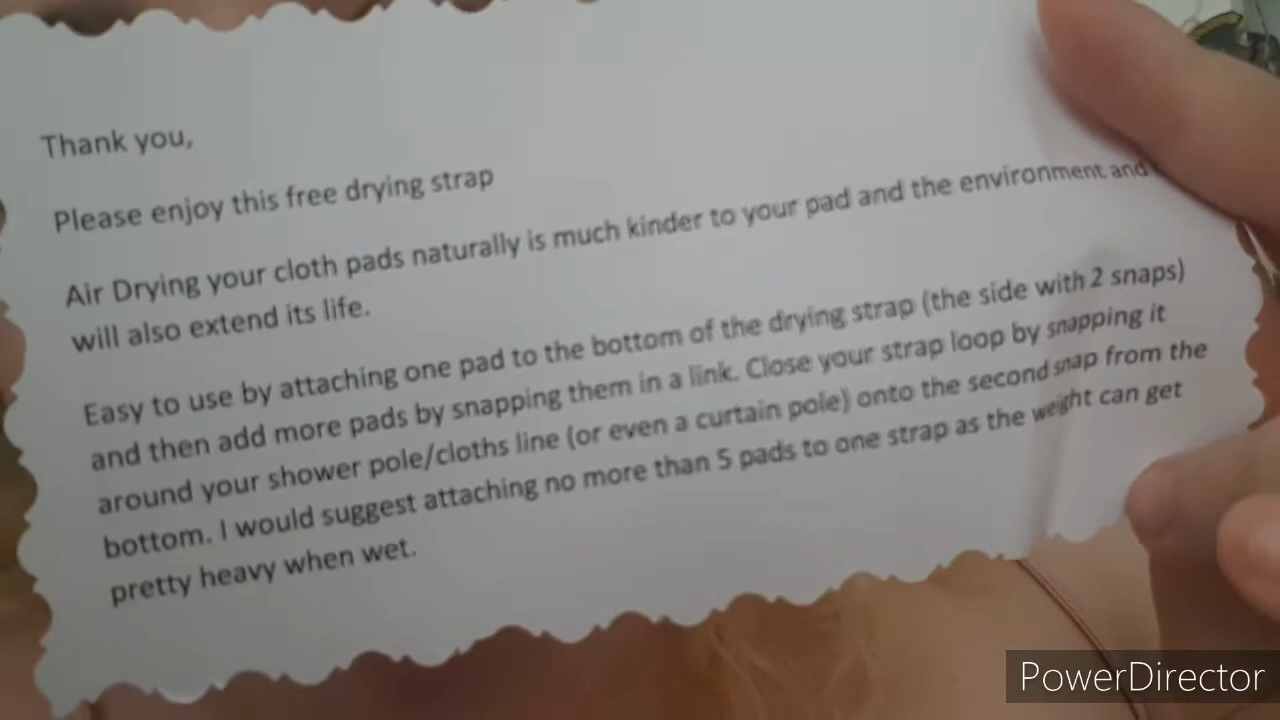 Thank you,
Please enjoy this free drying strap
Air Drying your cloth pads naturally is much kinder to your pad and the environment and
will also extend its life.
Easy to use by attaching one pad to the bottom of the drying strap (the side with 2 snaps)
and then add more pads by snapping them in a link. Close your strap loop by snapping it
around your shower pole/cloths line (or even a curtain pole) onto the second snap from the
bottom. I would suggest attaching no more than 5 pads to one strap as the weight can get
pretty heavy when wet.
PowerDirector